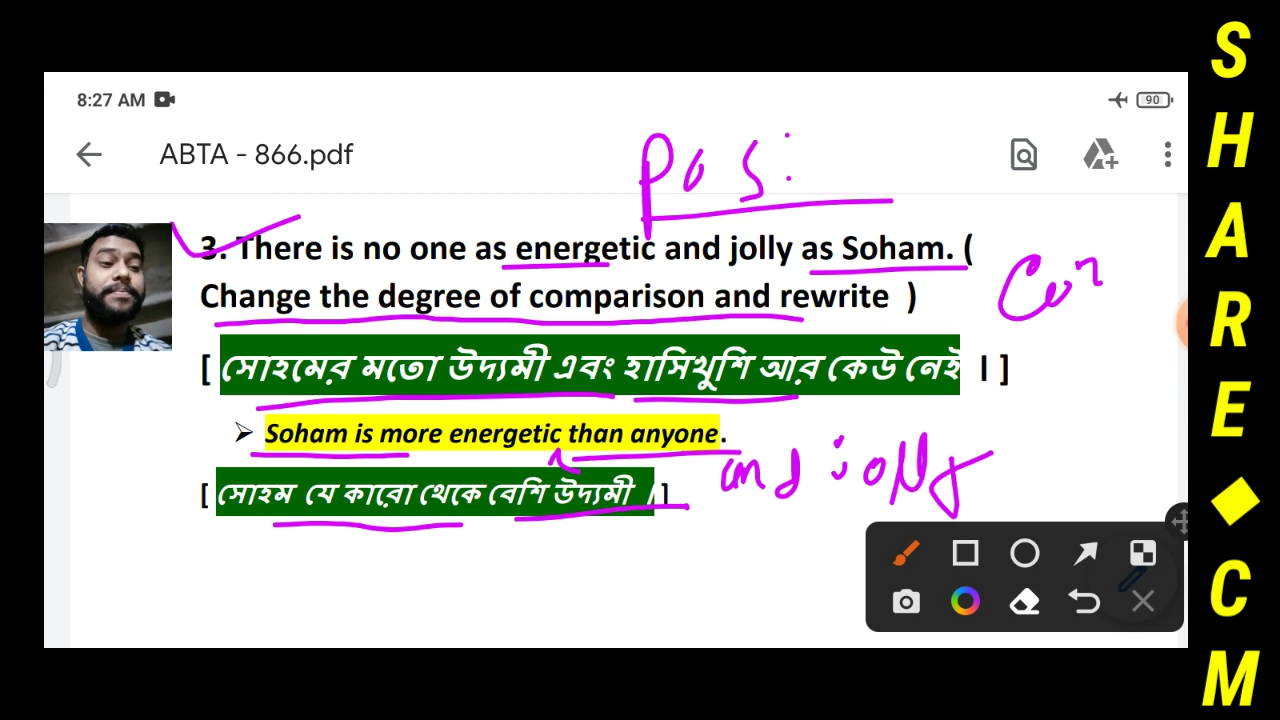 8:27 AM
90
ABTA - 866.pdf
Pos
3. There is no one as energetic and jolly as Soham. (
Change the degree of comparison and rewrite )
[ সোহমের মতো উদ্যমী এবং হাসিখুশি আর কেউ নেই । ]
➢ Soham is more energetic than anyone.
and jolly
[ সোহম যে কারো থেকে বেশি উদ্যমী । ]
SHARE◆CM